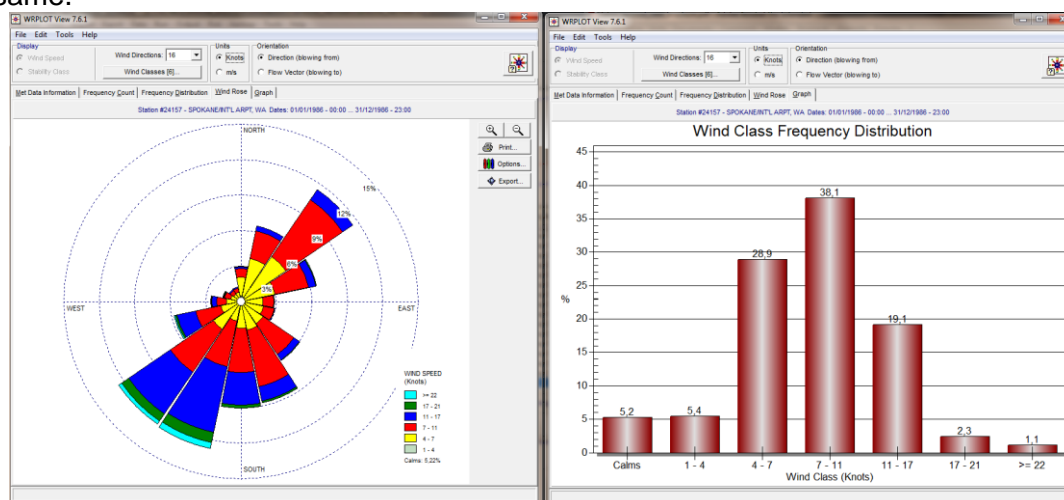 same.
WRPLOT View 7.6.1
File Edit Tools Help
Display
Wind Speed
Stability Class
Wind Directions: 16
Wind Classes [6]...
Units
Knots
m/s
Orientation
Direction (blowing from)
Flow Vector (blowing to)
Met Data Information Frequency Count Frequency Distribution Wind Rose Graph
Station #24157 - SPOKANE/INT'L ARPT, WA Dates: 01/01/1986 - 00:00 ... 31/12/1986 - 23:00
NORTH
15%
12%
9%
6%
3%
WEST
EAST
SOUTH
Print...
Options...
Export...
WIND SPEED
(Knots)
>= 22
17 - 21
11 - 17
7 - 11
4 - 7
1 - 4
Calms: 5,22%
WRPLOT View 7.6.1
File Edit Tools Help
Display
Wind Speed
Stability Class
Wind Directions: 16
Wind Classes [6]...
Units
Knots
m/s
Orientation
Direction (blowing from)
Flow Vector (blowing to)
Met Data Information Frequency Count Frequency Distribution Wind Rose Graph
Station #24157 - SPOKANE/INT'L ARPT, WA Dates: 01/01/1986 - 00:00 ... 31/12/1986 - 23:00
Wind Class Frequency Distribution
45
40
35
30
25
20
15
10
5
0
%
5,2
5,4
28,9
38,1
19,1
2,3
1,1
Calms 1 - 4 4 - 7 7 - 11 11 - 17 17 - 21 >= 22
Wind Class (Knots)